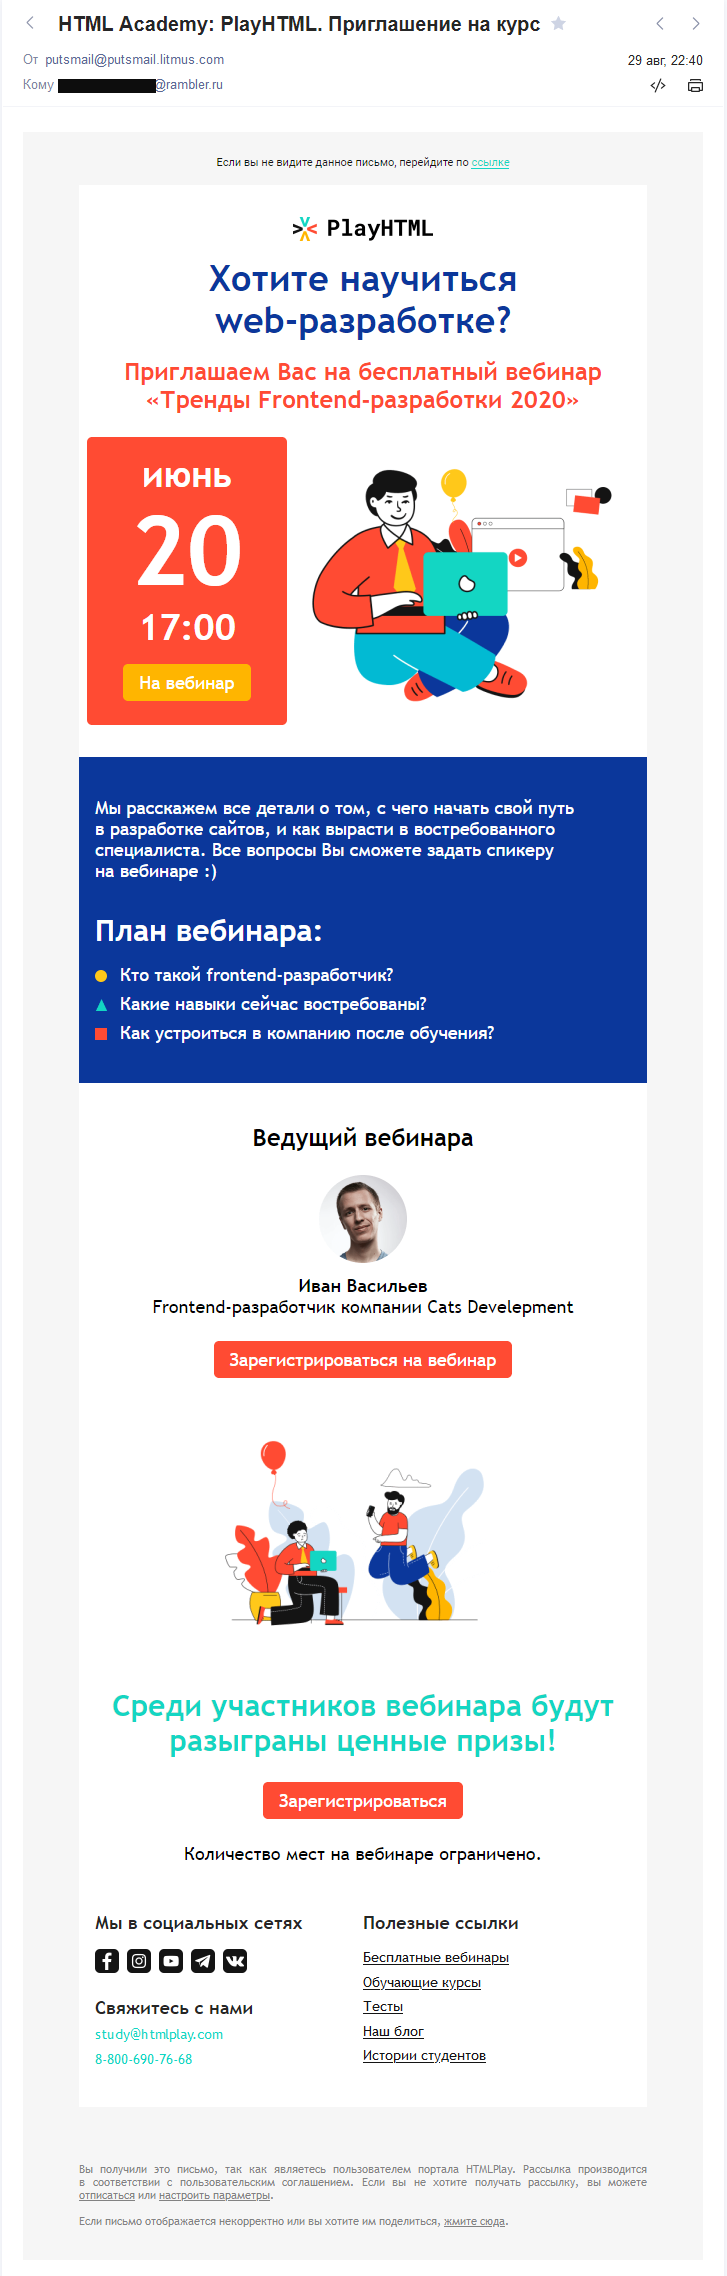 HTML Academy: PlayHTML. Приглашение на курс
От putsmail@putsmail.litmus.com
29 авг, 22:40
Кому @rambler.ru
Если вы не видите данное письмо, перейдите по ссылке
PlayHTML
Хотите научиться
web-разработке?
Приглашаем Вас на бесплатный вебинар
«Тренды Frontend-разработки 2020»
июнь
20
17:00
На вебинар
Мы расскажем все детали о том, с чего начать свой путь
в разработке сайтов, и как вырасти в востребованного
специалиста. Все вопросы Вы сможете задать спикеру
на вебинаре :)
План вебинара:
Кто такой frontend-разработчик?
Какие навыки сейчас востребованы?
Как устроиться в компанию после обучения?
Ведущий вебинара
Иван Васильев
Frontend-разработчик компании Cats Develepment
Зарегистрироваться на вебинар
Среди участников вебинара будут
разыграны ценные призы!
Зарегистрироваться
Количество мест на вебинаре ограничено.
Мы в социальных сетях
Свяжитесь с нами
study@htmlplay.com
8-800-690-76-68
Полезные ссылки
Бесплатные вебинары
Обучающие курсы
Тесты
Наш блог
Истории студентов
Вы получили это письмо, так как являетесь пользователем портала HTMLPlay. Рассылка производится
в соответствии с пользовательским соглашением. Если вы не хотите получать рассылку, вы можете
отписаться или настроить параметры.
Если письмо отображается некорректно или вы хотите им поделиться, жмите сюда.